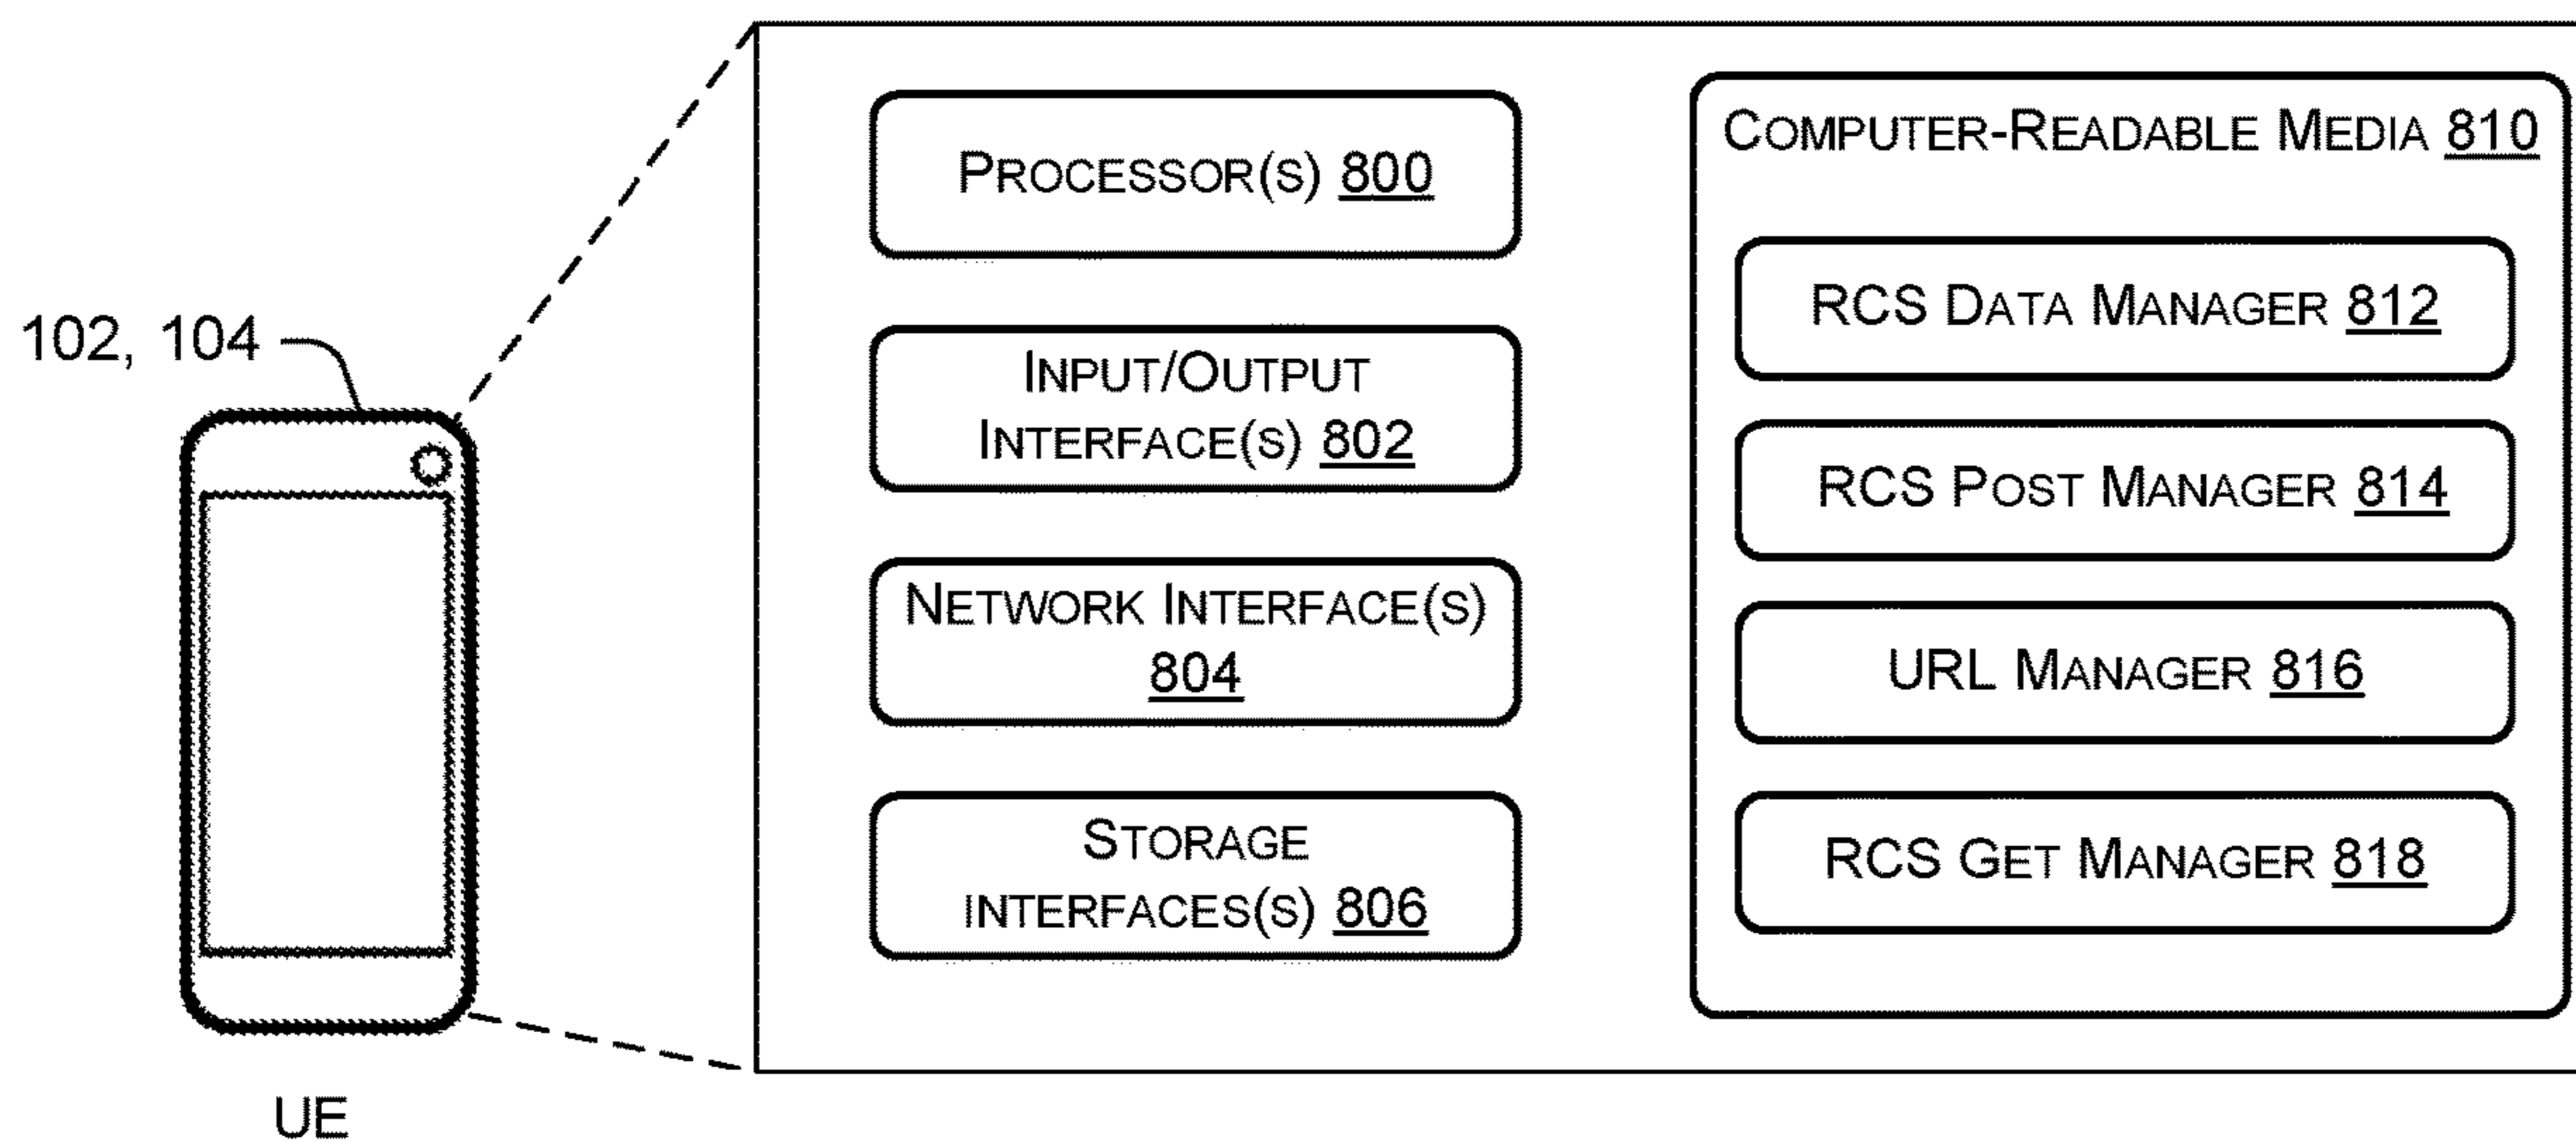 102, 104
UE
Processor(s) 800
Input/Output
Interface(s) 802
Network Interface(s)
804
Storage
interfaces(s) 806
Computer-Readable Media 810
RCS Data Manager 812
RCS Post Manager 814
URL Manager 816
RCS Get Manager 818